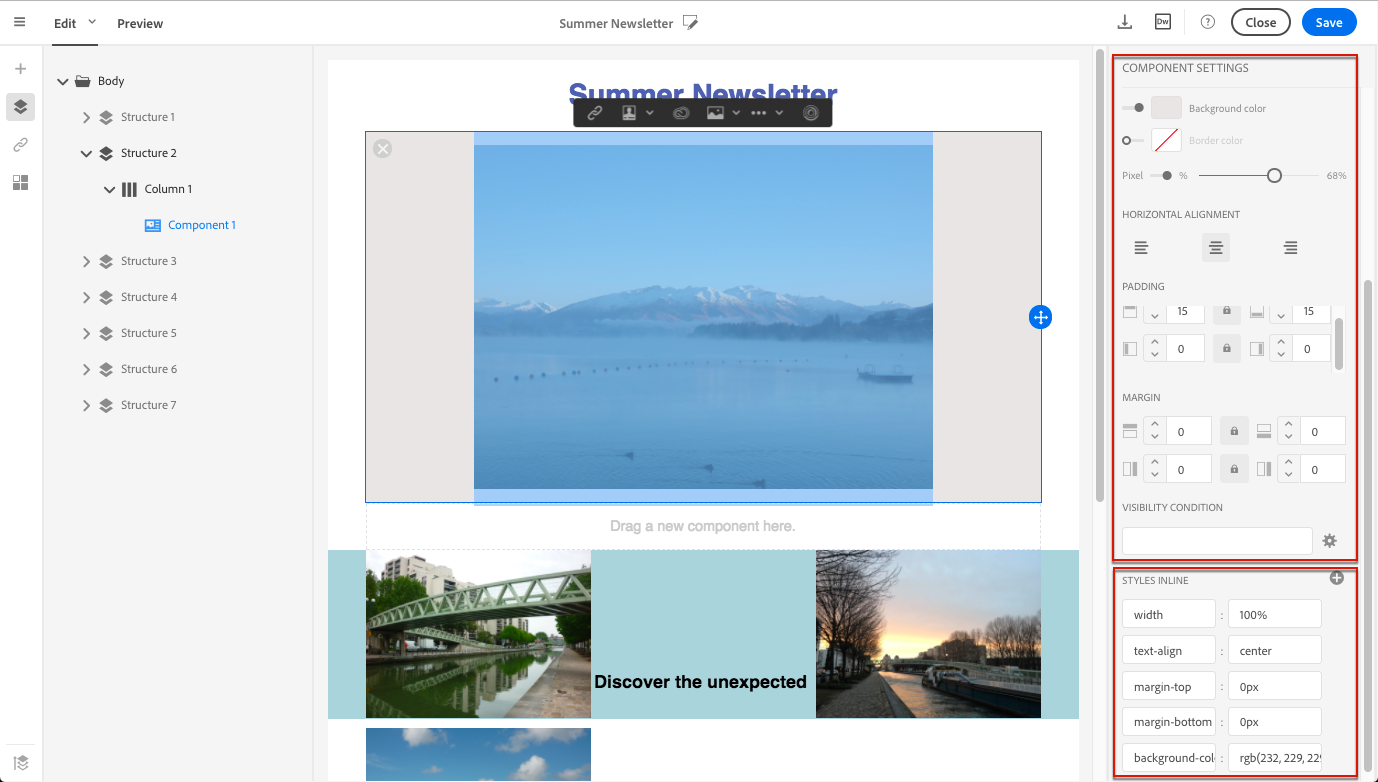 Edit
Preview
Summer Newsletter
Dw
Close
Save
Body
Structure 1
Structure 2
Column 1
Component 1
Structure 3
Structure 4
Structure 5
Structure 6
Structure 7
Summer Newsletter
Drag a new component here.
Discover the unexpected
COMPONENT SETTINGS
Background color
Border color
Pixel % 68%
HORIZONTAL ALIGNMENT
PADDING
15 15
0 0
MARGIN
0 0
0 0
VISIBILITY CONDITION
STYLES INLINE
width : 100%
text-align : center
margin-top : 0px
margin-bottom : 0px
background-col : rgb(232, 229, 229